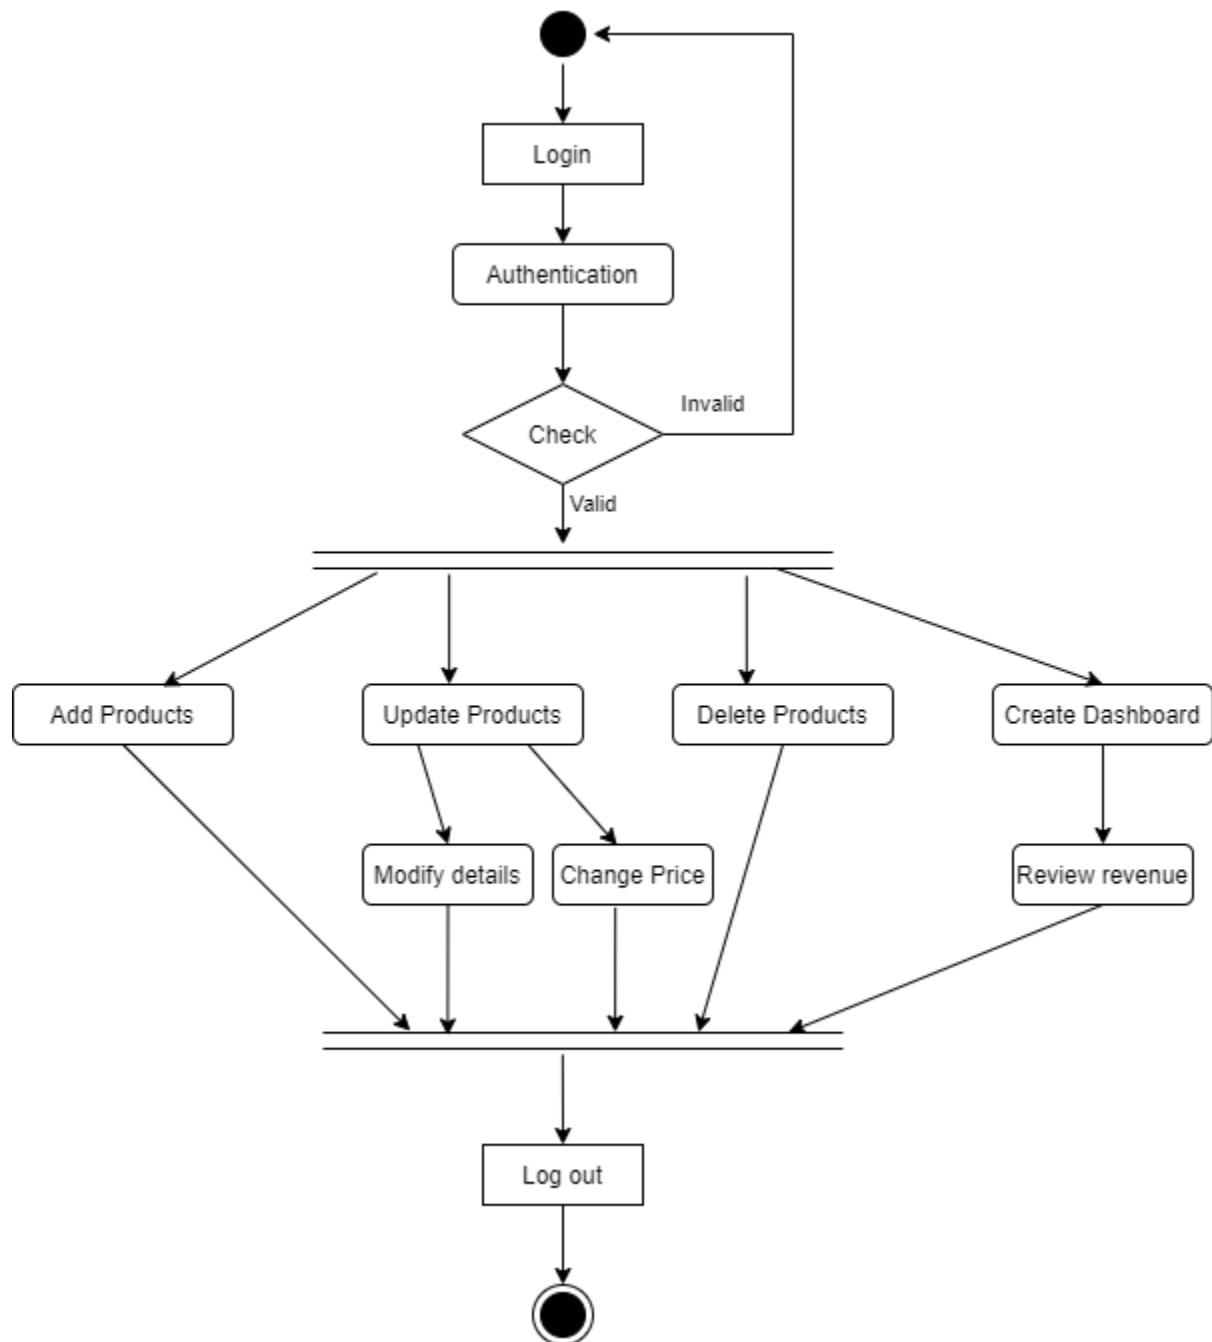 Login
Authentication
Invalid
Check
Valid
Add Products
Update Products
Delete Products
Create Dashboard
Modify details
Change Price
Review revenue
Log out